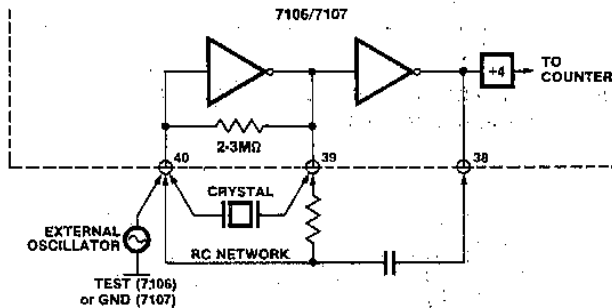 7106/7107
÷4
TO
COUNTER
2-3MΩ
40
39
38
CRYSTAL
EXTERNAL
OSCILLATOR
RC NETWORK
TEST (7106)
or GND (7107)